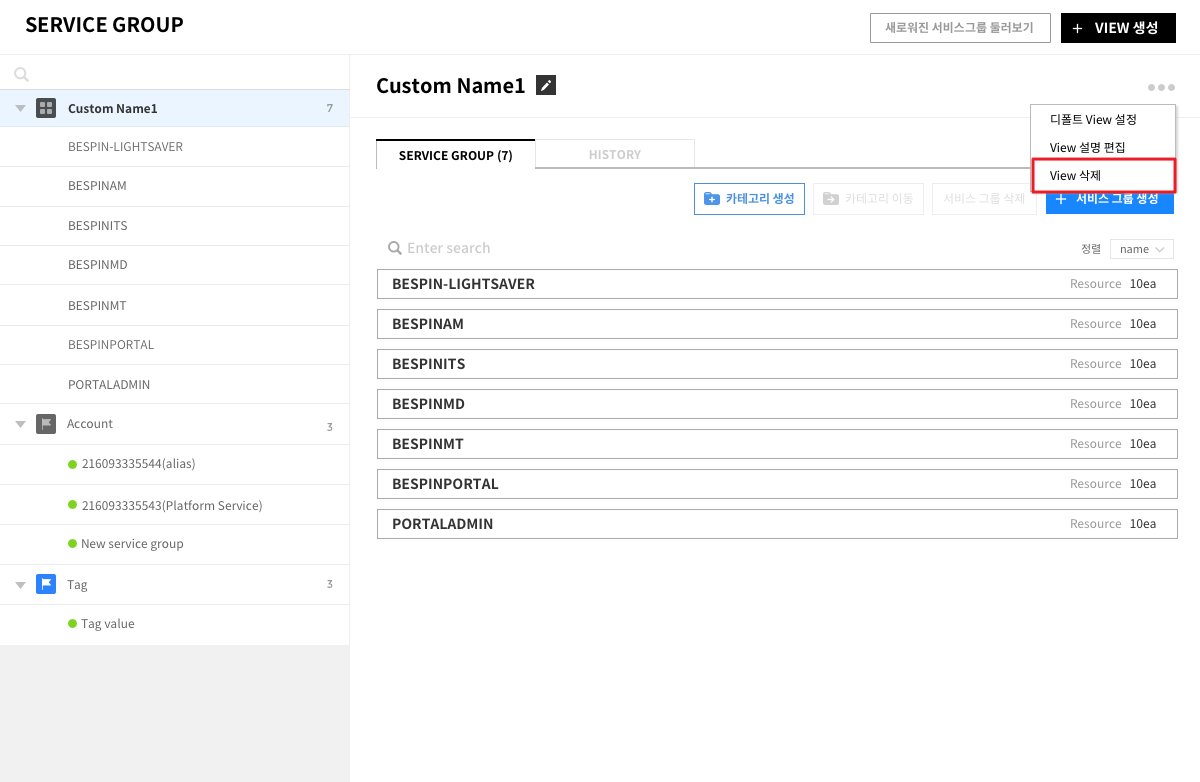 SERVICE GROUP
새로워진 서비스그룹 둘러보기
+ VIEW 생성
Custom Name1
7
BESPIN-LIGHTSAVER
BESPINAM
BESPINITS
BESPINMD
BESPINMT
BESPINPORTAL
PORTALADMIN
Account
3
216093335544(alias)
216093335543(Platform Service)
New service group
Tag
3
Tag value
Custom Name1
디폴트 View 설정
View 설명 편집
View 삭제
SERVICE GROUP (7)
HISTORY
카테고리 생성
카테고리 이동
서비스 그룹 삭제
+ 서비스 그룹 생성
Enter search
정렬
name
BESPIN-LIGHTSAVER Resource 10ea
BESPINAM Resource 10ea
BESPINITS Resource 10ea
BESPINMD Resource 10ea
BESPINMT Resource 10ea
BESPINPORTAL Resource 10ea
PORTALADMIN Resource 10ea